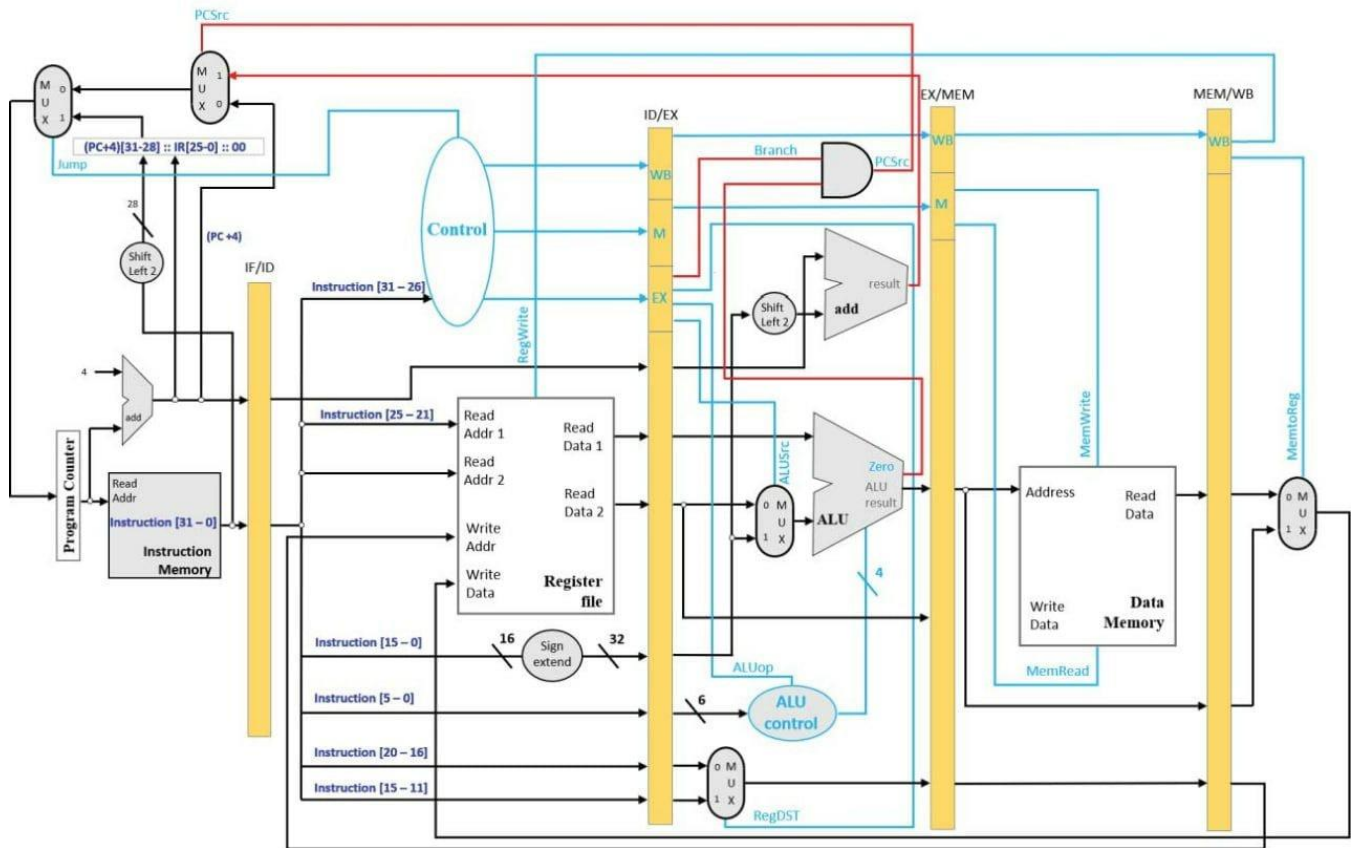 PCSrc
M
U
X
1
0
M
U
X
0
1
Jump
(PC+4)[31-28] :: IR[25-0] :: 00
28
Shift
Left 2
(PC +4)
IF/ID
4
add
Program Counter
Read
Addr
Instruction [31 – 0]
Instruction
Memory
Control
Instruction [31 – 26]
RegWrite
Instruction [25 – 21]
Read
Addr 1
Read
Addr 2
Write
Addr
Write
Data
Read
Data 1
Read
Data 2
Register
file
Instruction [15 – 0]
16
Sign
extend
32
Instruction [5 – 0]
Instruction [20 – 16]
Instruction [15 – 11]
ID/EX
WB
M
EX
Branch
PCSrc
Shift
Left 2
add
result
ALUSrc
0
M
U
X
1
ALU
Zero
ALU
result
4
ALUop
6
ALU
control
0
M
U
X
1
RegDST
EX/MEM
WB
M
MemWrite
Address
Read
Data
Write
Data
Data
Memory
MemRead
MEM/WB
WB
MemtoReg
0
M
U
X
1